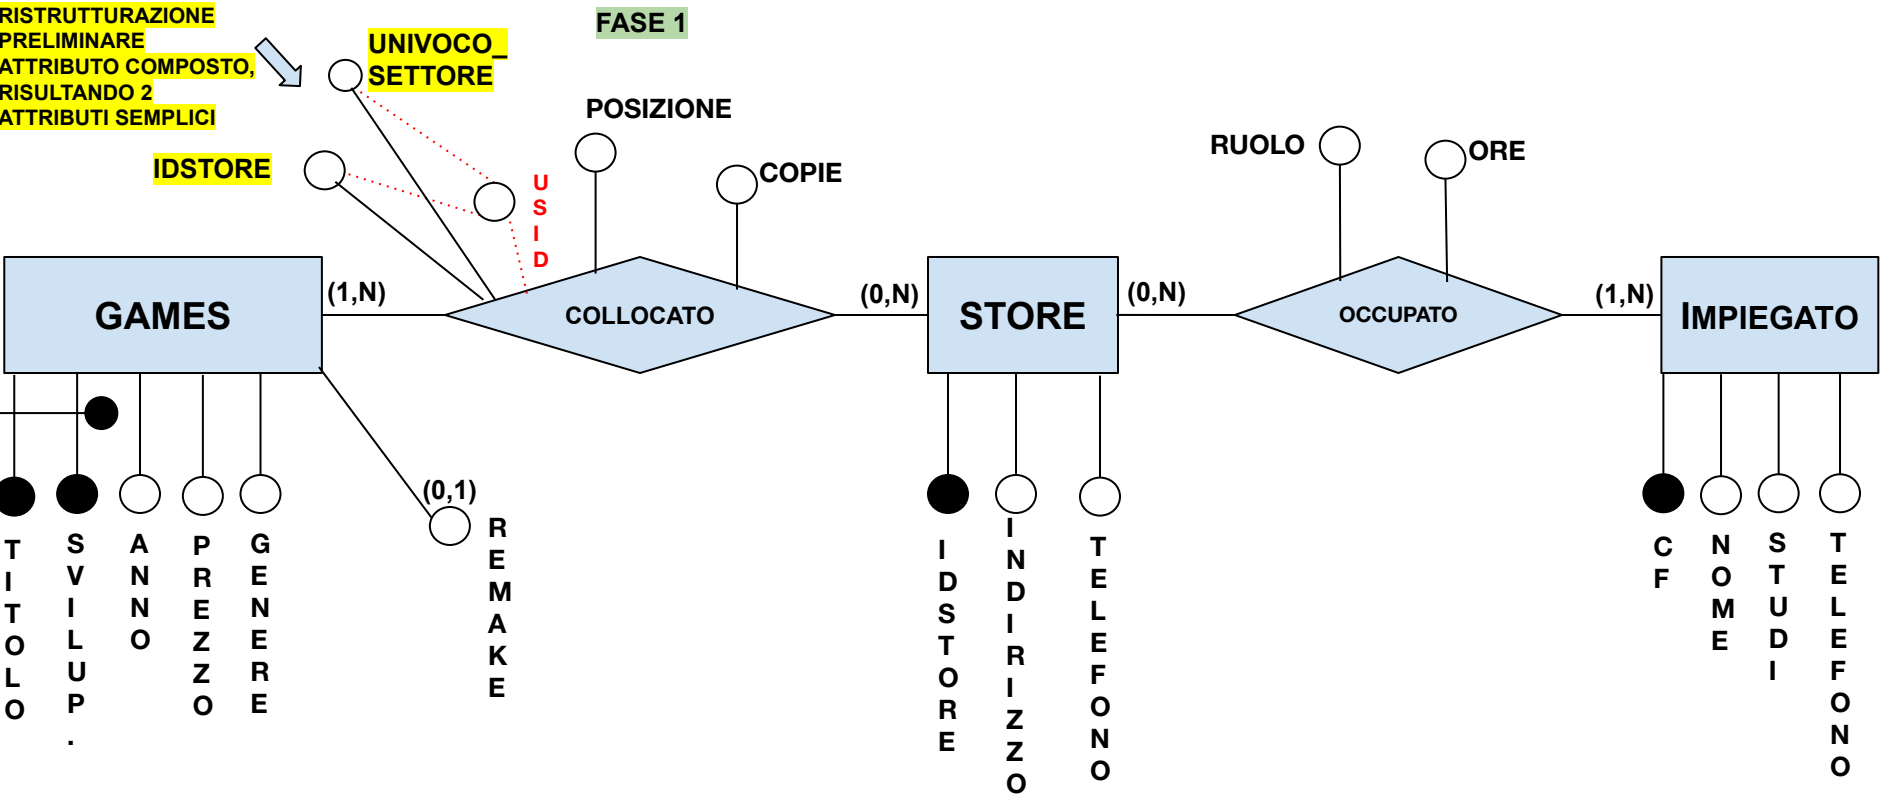 RISTRUTTURAZIONE
PRELIMINARE
ATTRIBUTO COMPOSTO,
RISULTANDO 2
ATTRIBUTI SEMPLICI
FASE 1
UNIVOCO_
SETTORE
IDSTORE
USID
POSIZIONE
COPIE
RUOLO
ORE
GAMES
(1,N)
COLLOCATO
(0,N)
STORE
(0,N)
OCCUPATO
(1,N)
IMPIEGATO
(0,1)
TITOLO
SVILUP.
ANNO
PREZZO
GENERE
REMAKE
IDSTORE
INDIRIZZO
TELEFONO
CF
NOME
STUDI
TELEFONO